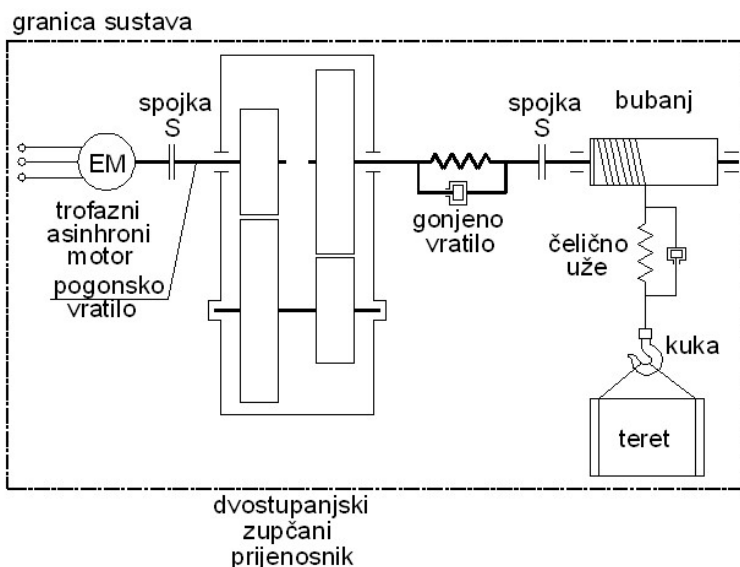 granica sustava
spojka
S
EM
trofazni
asinhroni
motor
pogonsko
vratilo
gonjeno
vratilo
spojka
S
bubanj
čelično
uže
kuka
teret
dvostupanjski
zupčani
prijenosnik